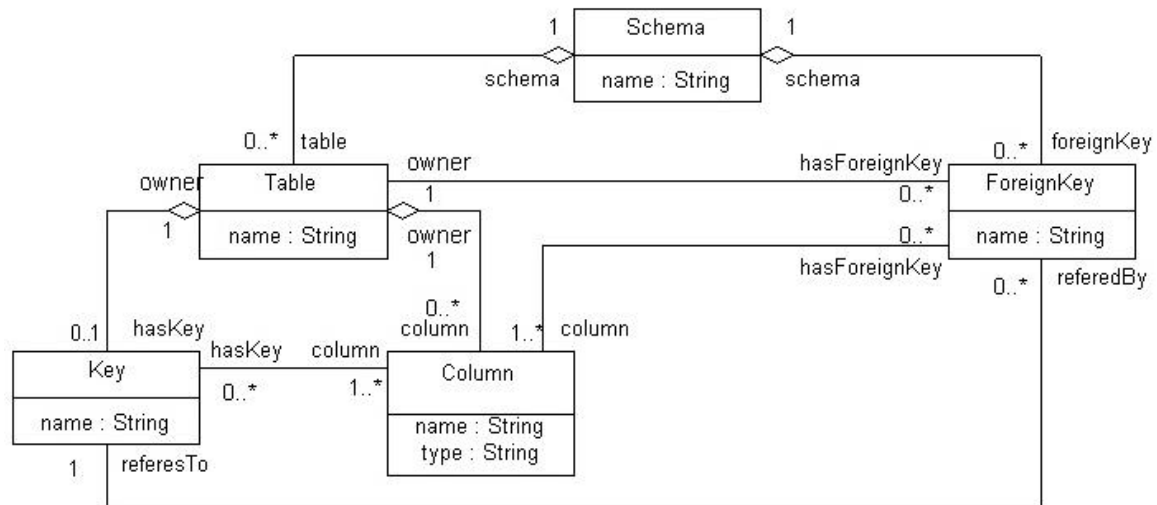 1
Schema
1
schema
name : String
schema
0..*
table
0..*
foreignKey
owner
Table
owner
1
hasForeignKey
0..*
ForeignKey
1
name : String
owner
1
0..*
hasForeignKey
name : String
0..*
referedBy
0..*
column
1..*
column
0..1
hasKey
hasKey
0..*
column
1..*
Key
Column
name : String
name : String
type : String
1
referesTo